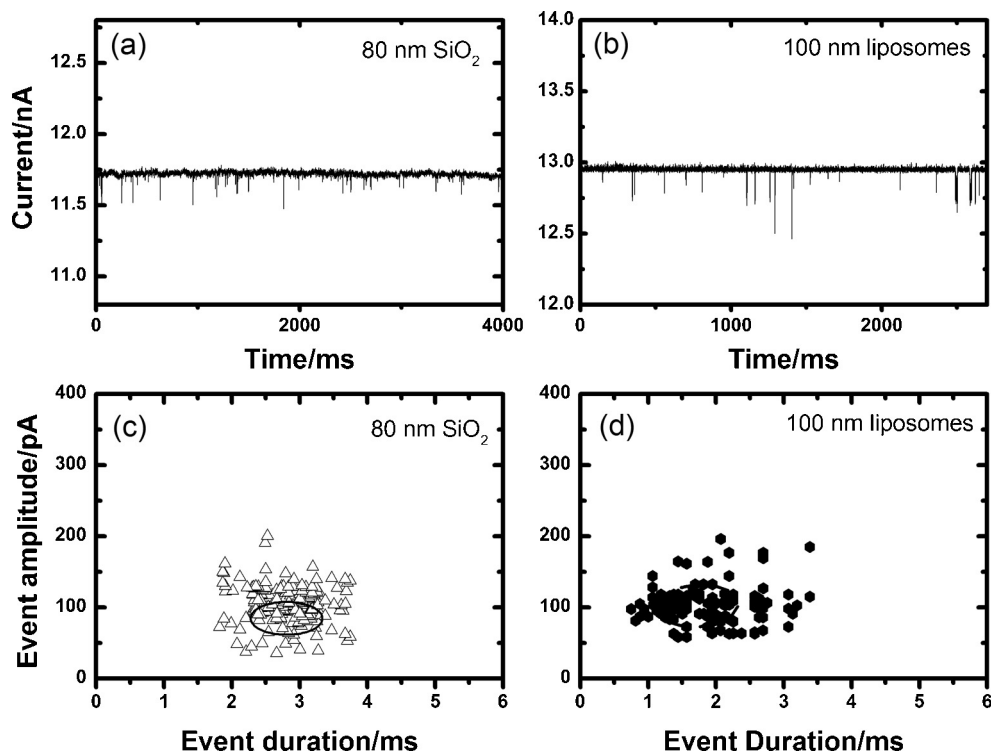 (a)
80 nm SiO₂
Current/nA
12.5
12.0
11.5
11.0
0
2000
4000
Time/ms
(b)
100 nm liposomes
14.0
13.5
13.0
12.5
12.0
0
1000
2000
Time/ms
(c)
80 nm SiO₂
Event amplitude/pA
400
300
200
100
0
0 1 2 3 4 5 6
Event duration/ms
(d)
100 nm liposomes
400
300
200
100
0
0 1 2 3 4 5 6
Event Duration/ms